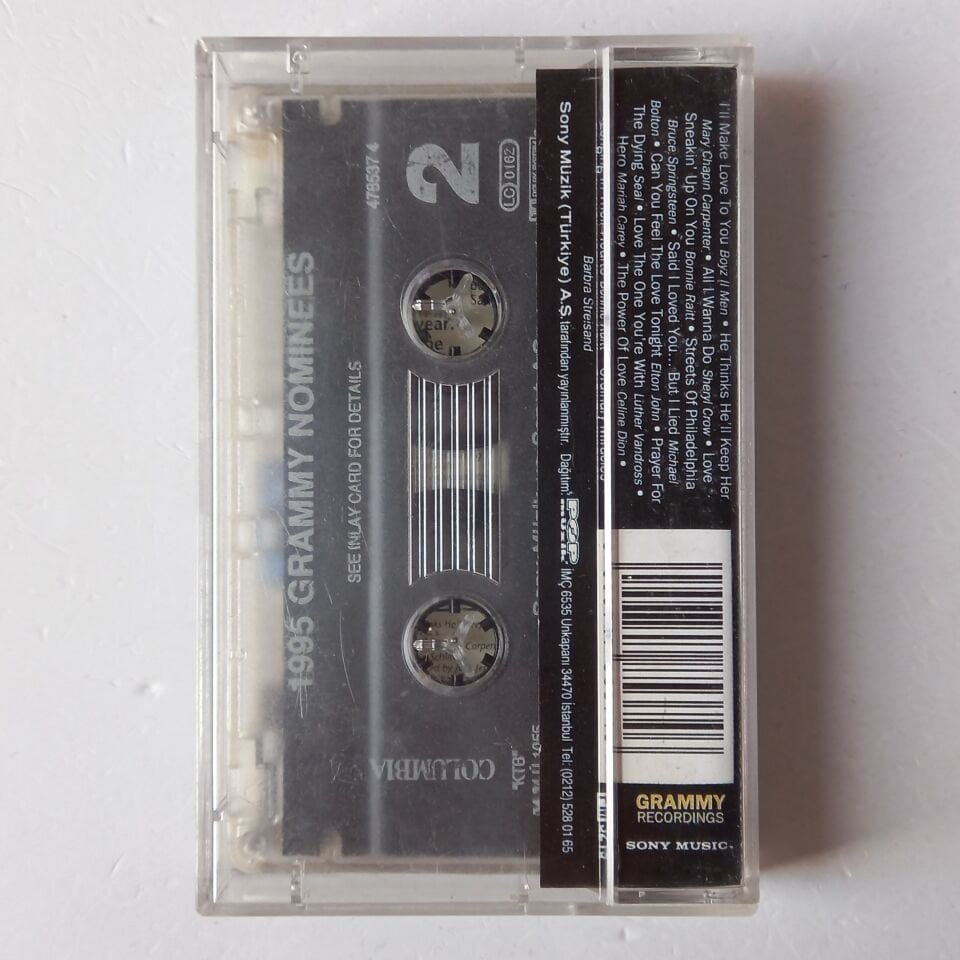 1995 GRAMMY NOMINEES
SEE INLAY CARD FOR DETAILS
2
LC 0162
COLUMBIA
"KTB"
I'll Make Love To You Boyz II Men • He Thinks He'll Keep Her
Mary Chapin Carpenter • All I Wanna Do Sheryl Crow • Love
Sneakin' Up On You Bonnie Raitt • Streets Of Philadelphia
Bruce Springsteen • Said I Loved You... But I Lied Michael
Bolton • Can You Feel The Love Tonight Elton John • Prayer For
The Dying Seal • Love The One You're With Luther Vandross •
Hero Mariah Carey • The Power Of Love Celine Dion •
Barbra Streisand
Sony Müzik (Türkiye) A.Ş. tarafından yayınlanmıştır. Dağıtım: POP müzik İMÇ 6535 Unkapanı 34470 İstanbul Tel: (0212) 528 01 65
GRAMMY
RECORDINGS
SONY MUSIC